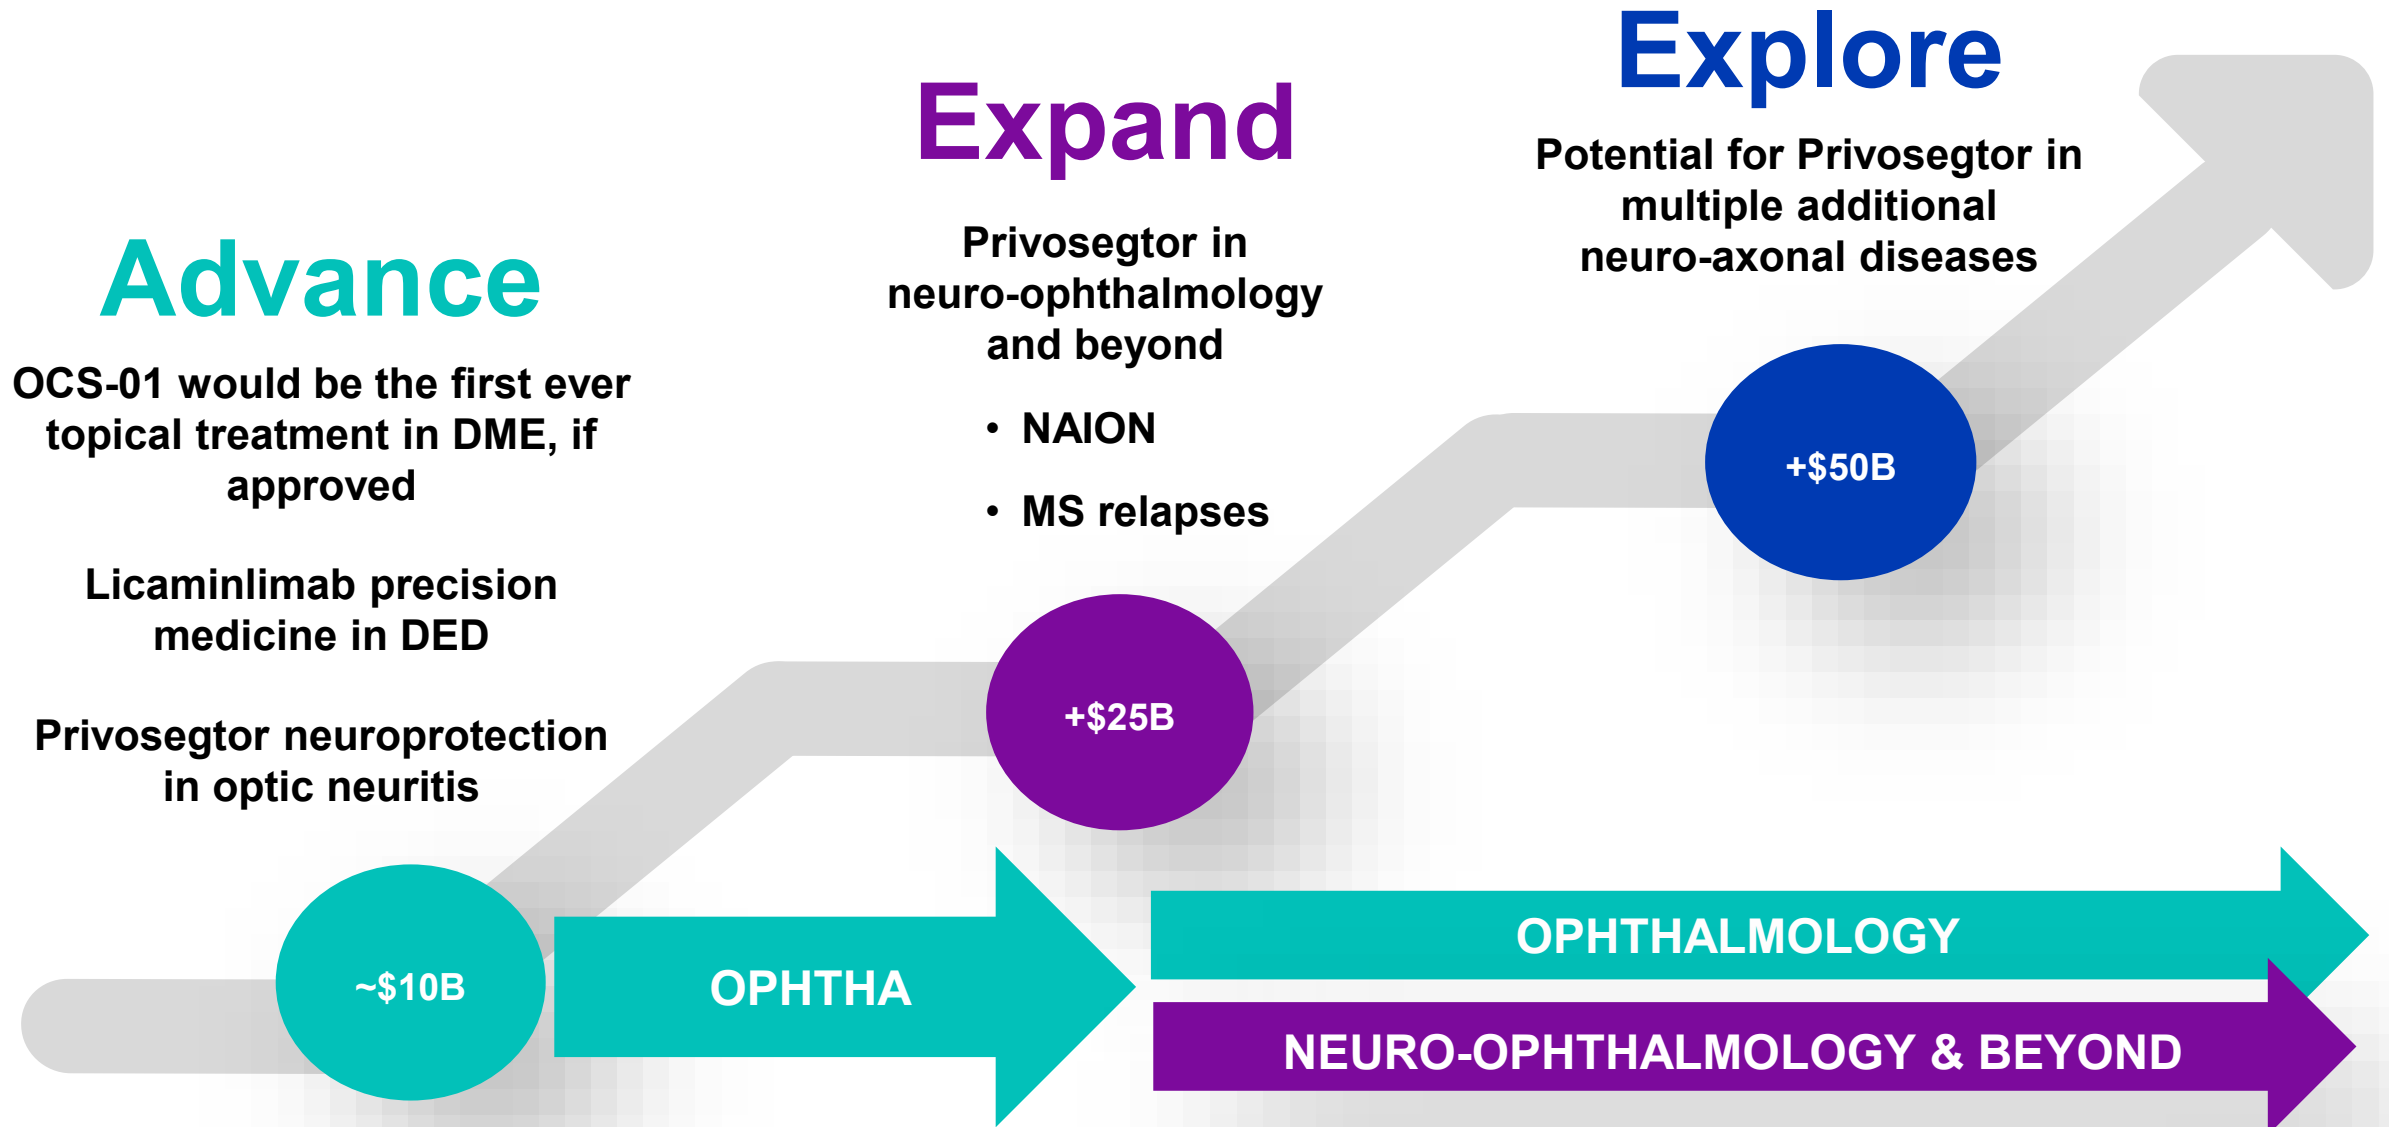 Advance
OCS-01 would be the first ever
topical treatment in DME, if
approved
Licaminlimab precision
medicine in DED
Privosegtor neuroprotection
in optic neuritis
~$10B
Expand
Privosegtor in
neuro-ophthalmology
and beyond
• NAION
• MS relapses
+$25B
Explore
Potential for Privosegtor in
multiple additional
neuro-axonal diseases
+$50B
OPHTHA
OPHTHALMOLOGY
NEURO-OPHTHALMOLOGY & BEYOND